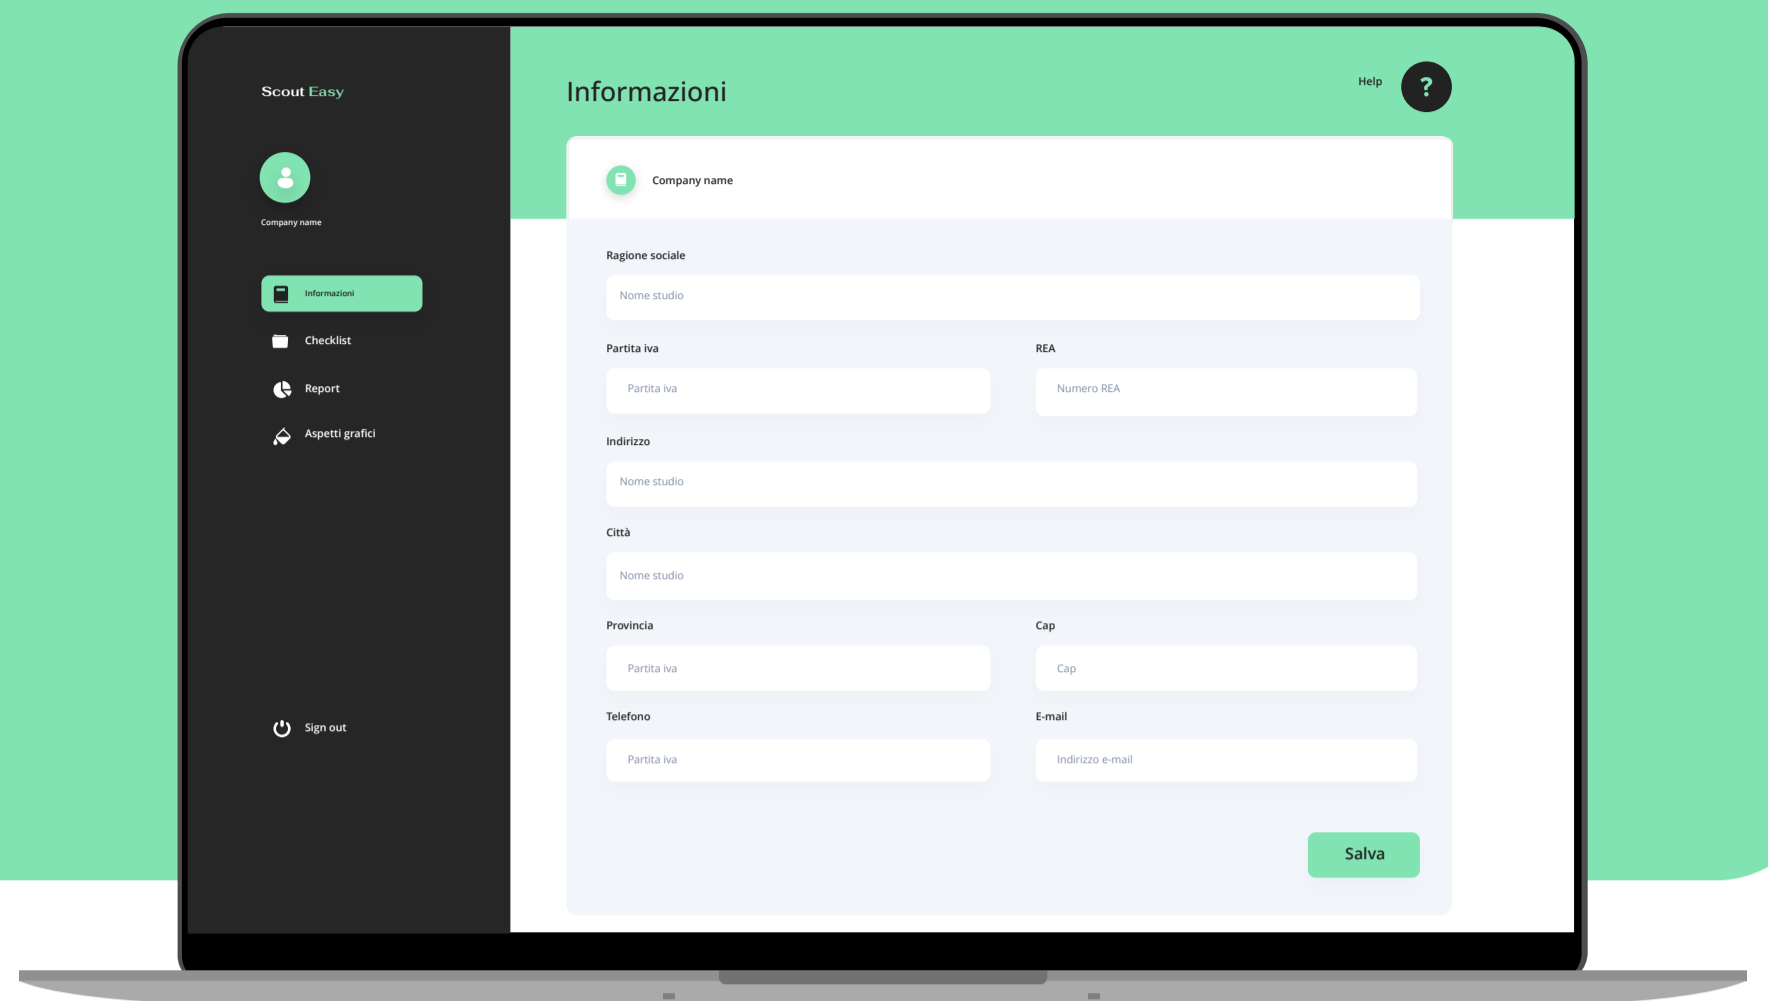 Scout Easy
Company name
Informazioni
Checklist
Report
Aspetti grafici
Sign out
Informazioni
Help
?
Company name
Ragione sociale
Nome studio
Partita iva
REA
Partita iva
Numero REA
Indirizzo
Nome studio
Città
Nome studio
Provincia
Cap
Partita iva
Cap
Telefono
E-mail
Partita iva
Indirizzo e-mail
Salva